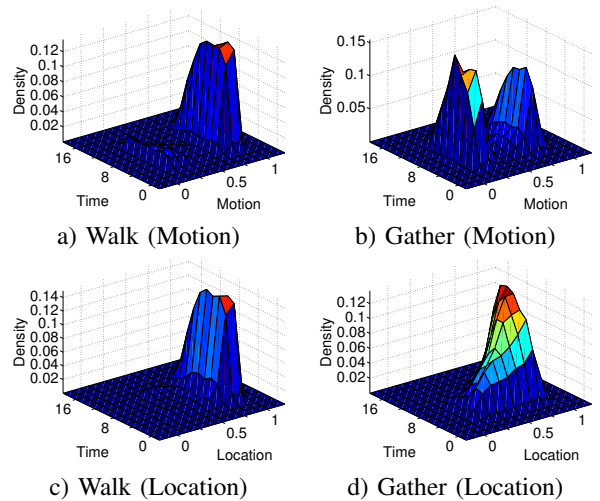 0.12
0.1
0.08
0.06
0.04
0.02
Density
16
8
0
Time
0
0.5
1
Motion
a) Walk (Motion)
0.15
0.1
0.05
Density
16
8
0
Time
0
0.5
1
Motion
b) Gather (Motion)
0.14
0.12
0.1
0.08
0.06
0.04
0.02
Density
16
8
0
Time
0
0.5
1
Location
c) Walk (Location)
0.12
0.1
0.08
0.06
0.04
0.02
Density
16
8
0
Time
0
0.5
1
Location
d) Gather (Location)